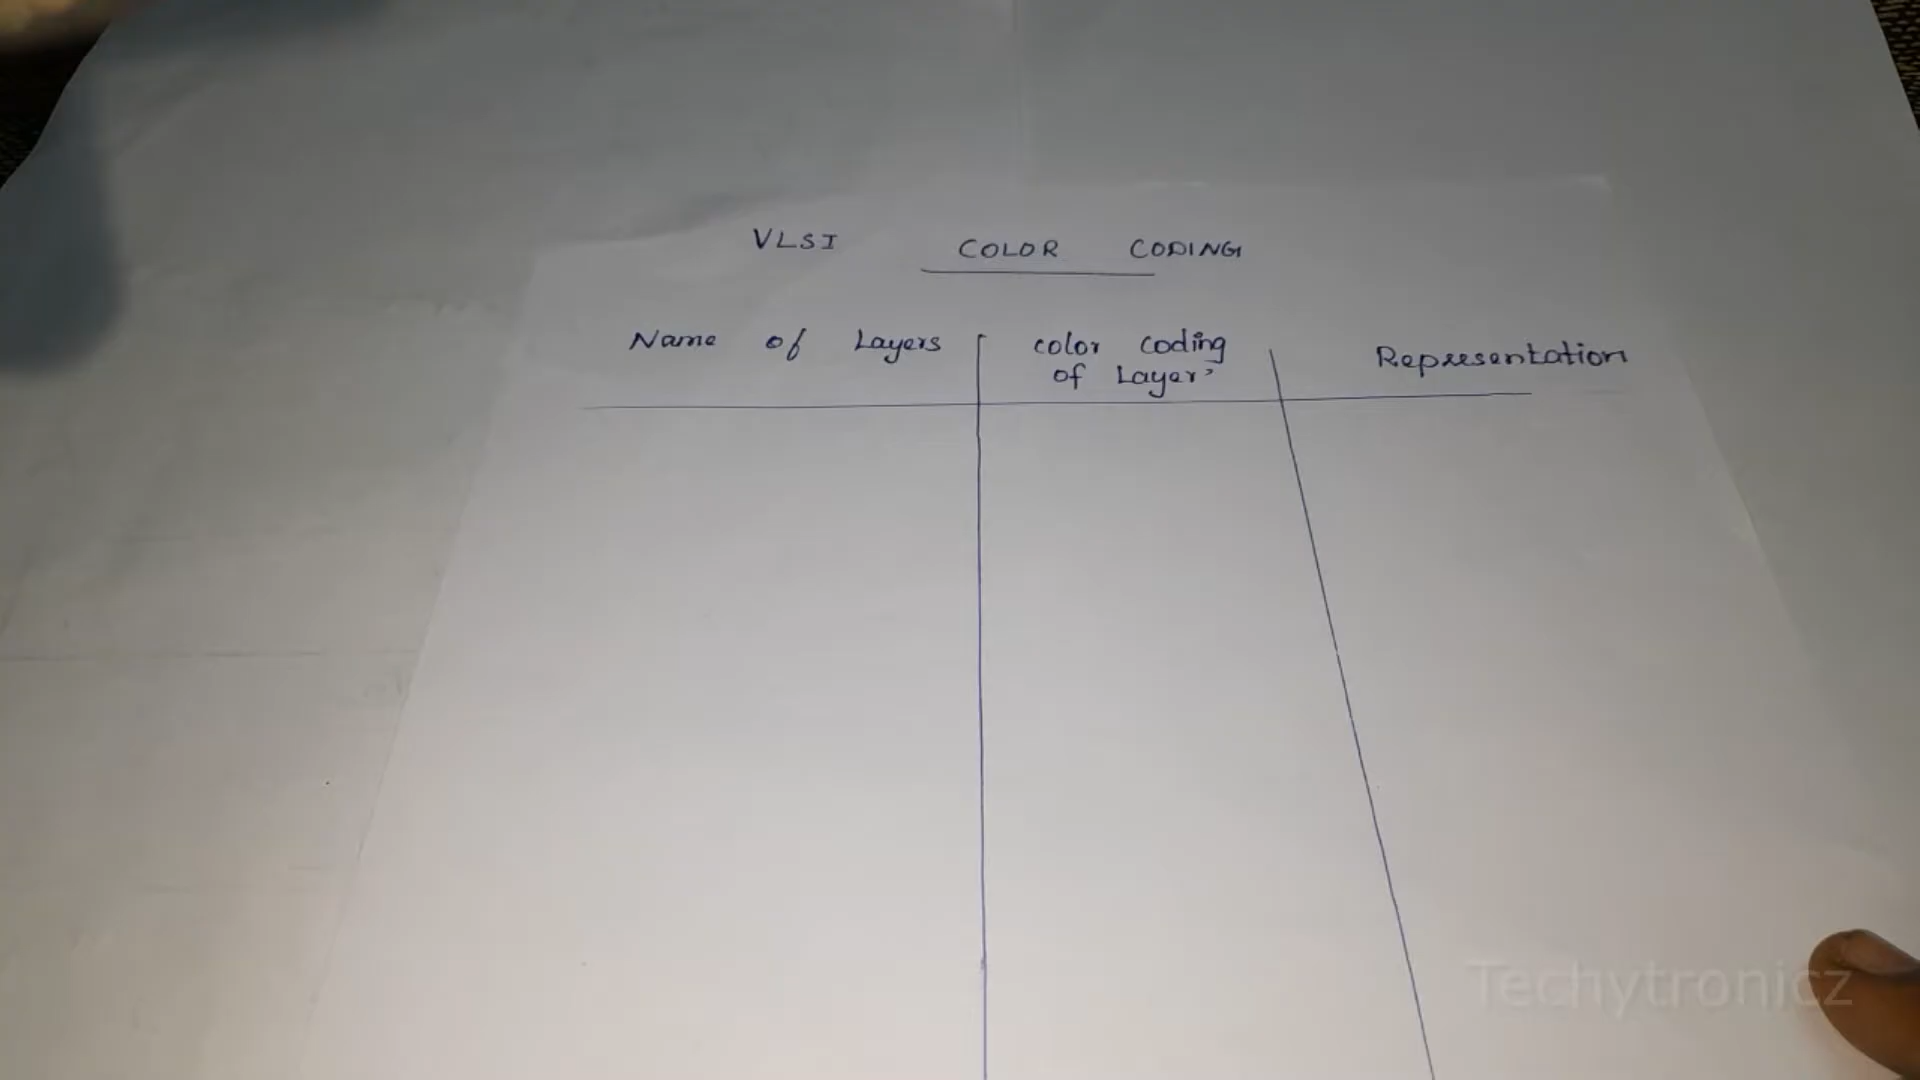 VLSI COLOR CODING
Name of Layers
color coding
of Layer's
Representation
Techytronicz